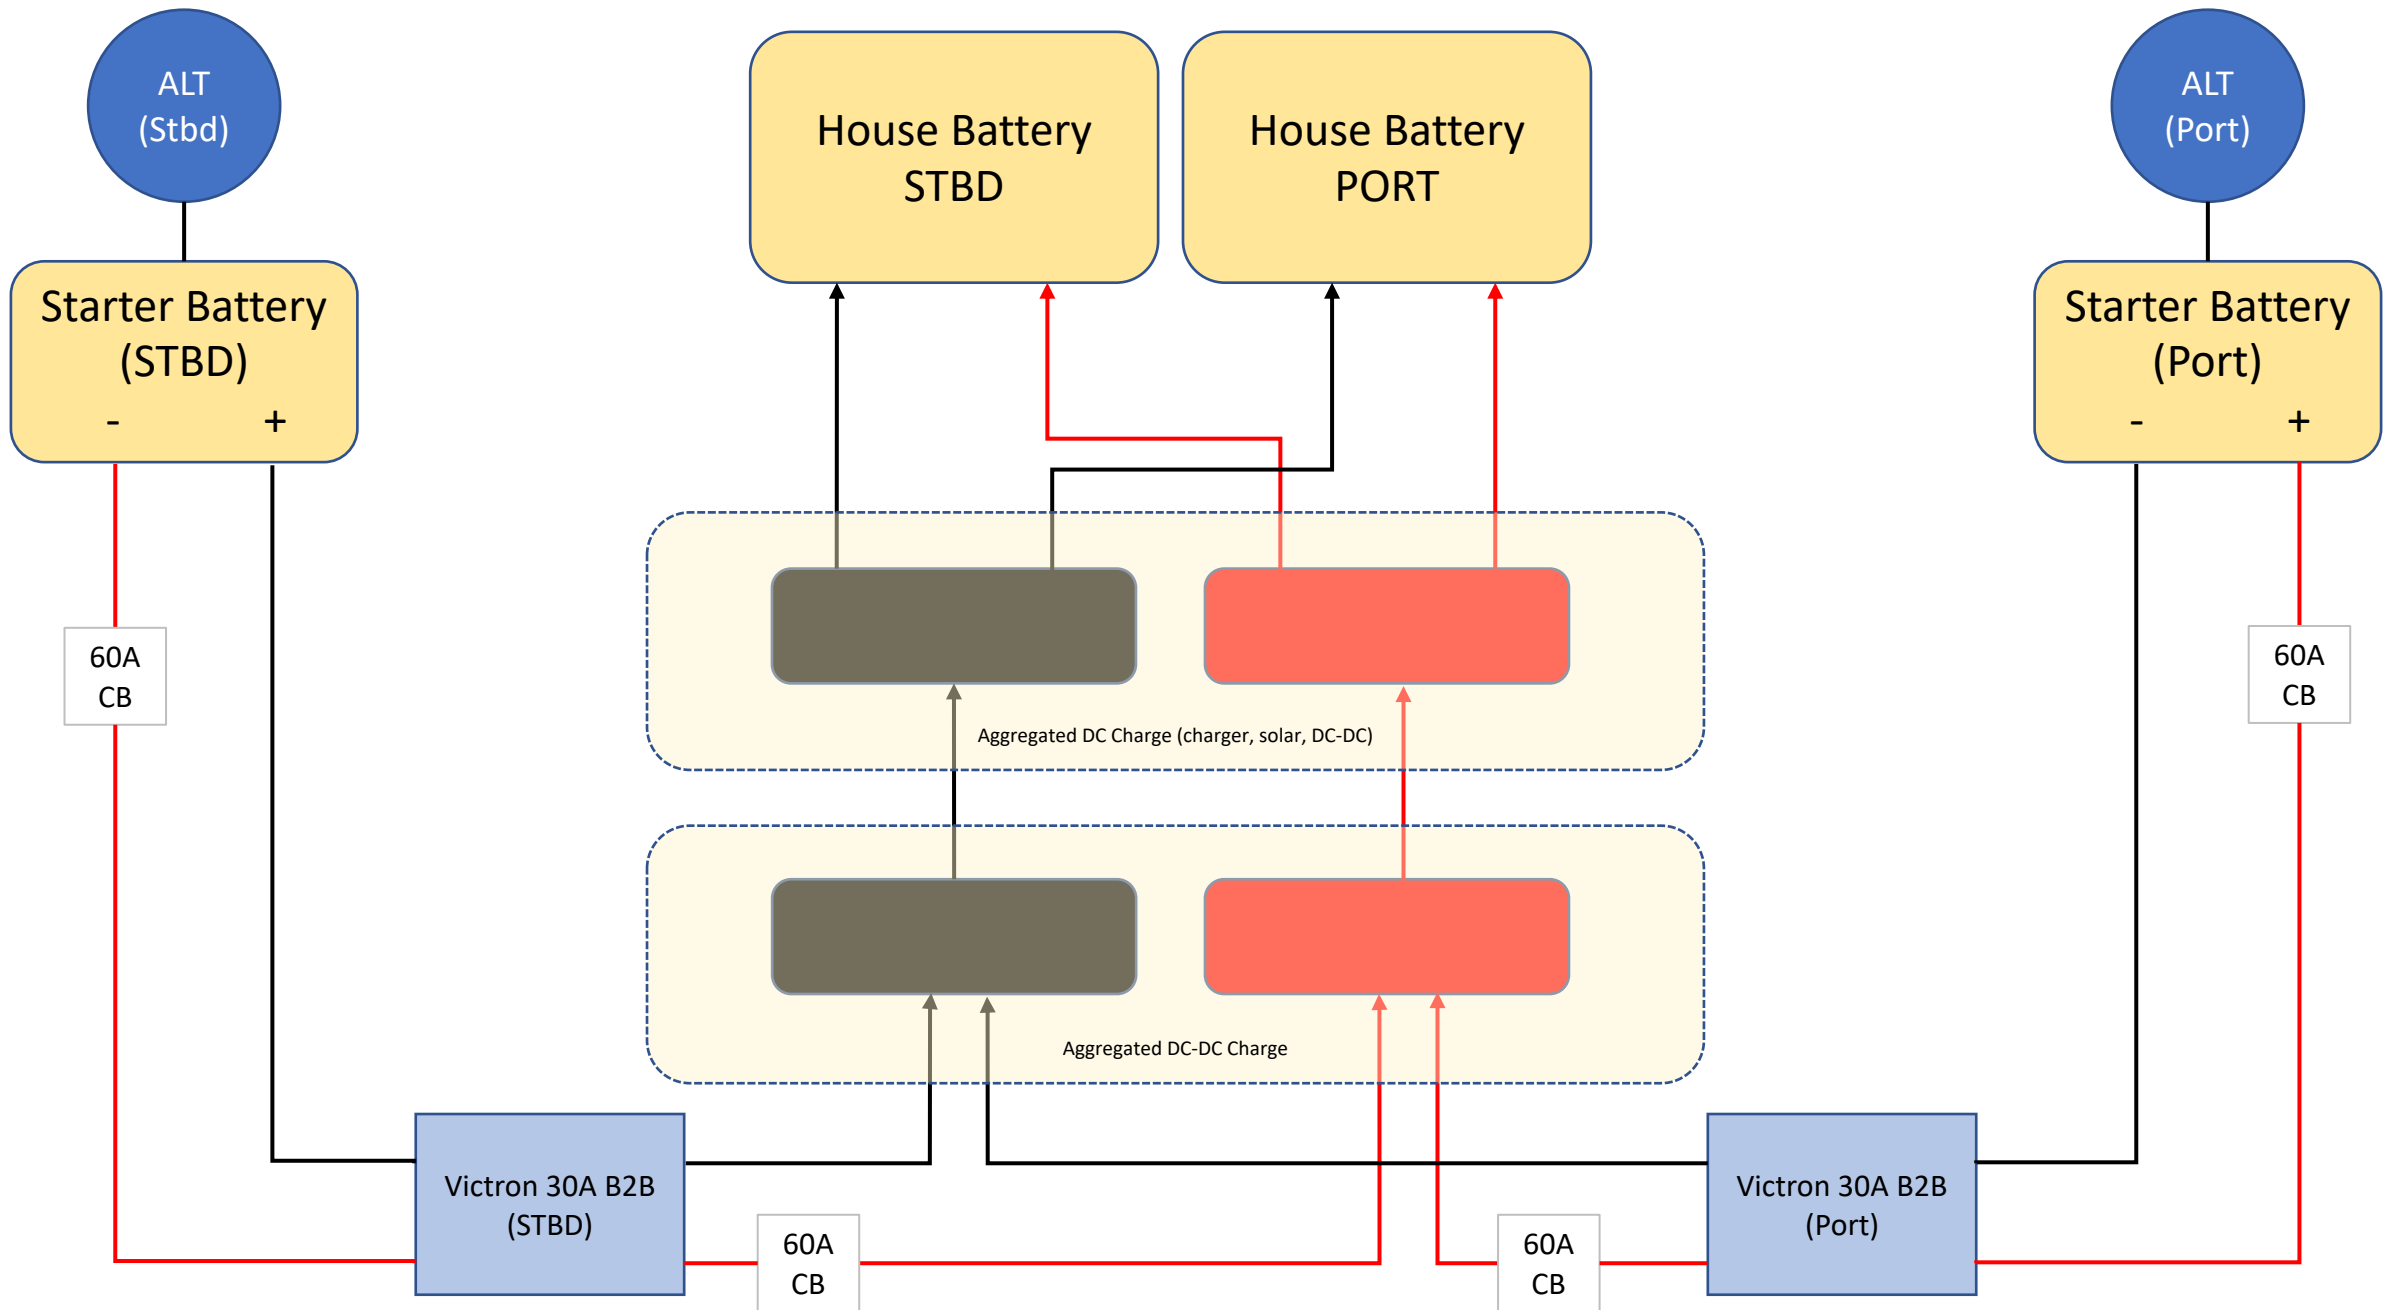 ALT
(Stbd)
House Battery
STBD
House Battery
PORT
ALT
(Port)
Starter Battery
(STBD)
- +
Starter Battery
(Port)
- +
60A
CB
60A
CB
Aggregated DC Charge (charger, solar, DC-DC)
Aggregated DC-DC Charge
Victron 30A B2B
(STBD)
60A
CB
60A
CB
Victron 30A B2B
(Port)